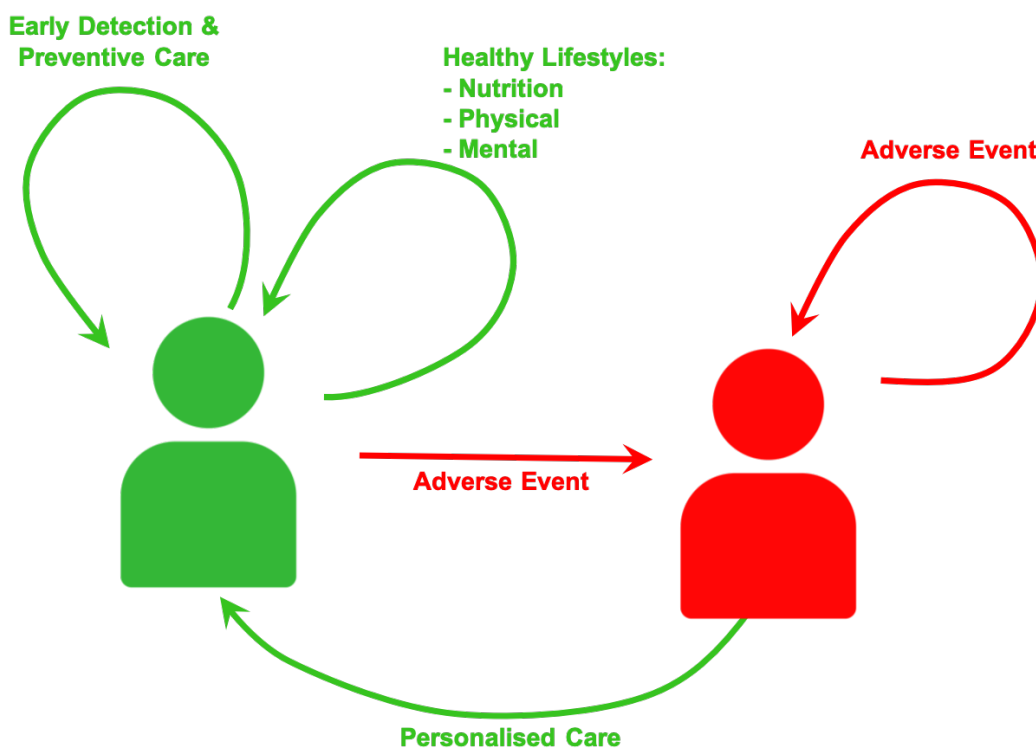 Early Detection &
Preventive Care
Healthy Lifestyles:
- Nutrition
- Physical
- Mental
Adverse Event
Adverse Event
Personalised Care